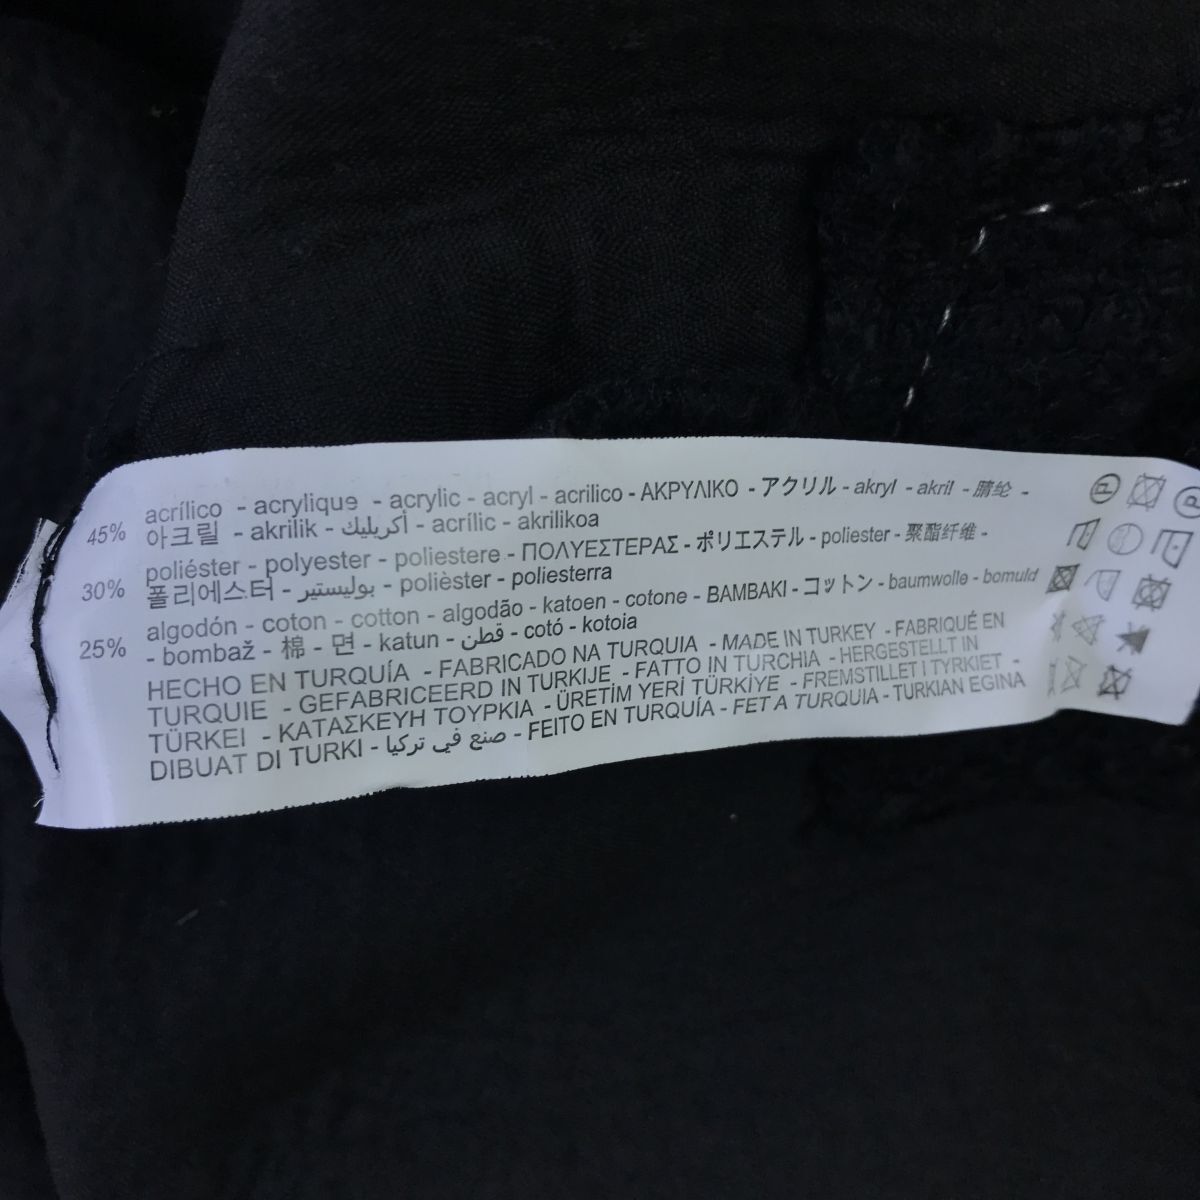 45% acrílico - acrylique - acrylic - acryl - acrilico - ΑΚΡΥΛΙΚΟ - アクリル - akryl - akril - 腈纶 -
아크릴 - akrilik - أكريليك - acrílic - akrilikoa
30% poliéster - polyester - poliestere - ΠΟΛΥΕΣΤΕΡΑΣ - ポリエステル - poliester - 聚酯纤维 -
폴리에스터 - بوليستير - polièster - poliesterra
25% algodón - coton - cotton - algodão - katoen - cotone - BAMBAKI - コットン - baumwolle - bomuld
- bombaž - 棉 - 면 - katun - قطن - cotó - kotoia
HECHO EN TURQUÍA - FABRICADO NA TURQUIA - MADE IN TURKEY - FABRIQUÉ EN
TURQUIE - GEFABRICEERD IN TURKIJE - FATTO IN TURCHIA - HERGESTELLT IN
TÜRKEI - ΚΑΤΑΣΚΕΥΗ ΤΟΥΡΚΙΑ - ÜRETİM YERİ TÜRKİYE - FREMSTILLET I TYRKIET -
DIBUAT DI TURKI - صنع في تركيا - FEITO EN TURQUÍA - FET A TURQUIA - TURKIAN EGINA
P
P